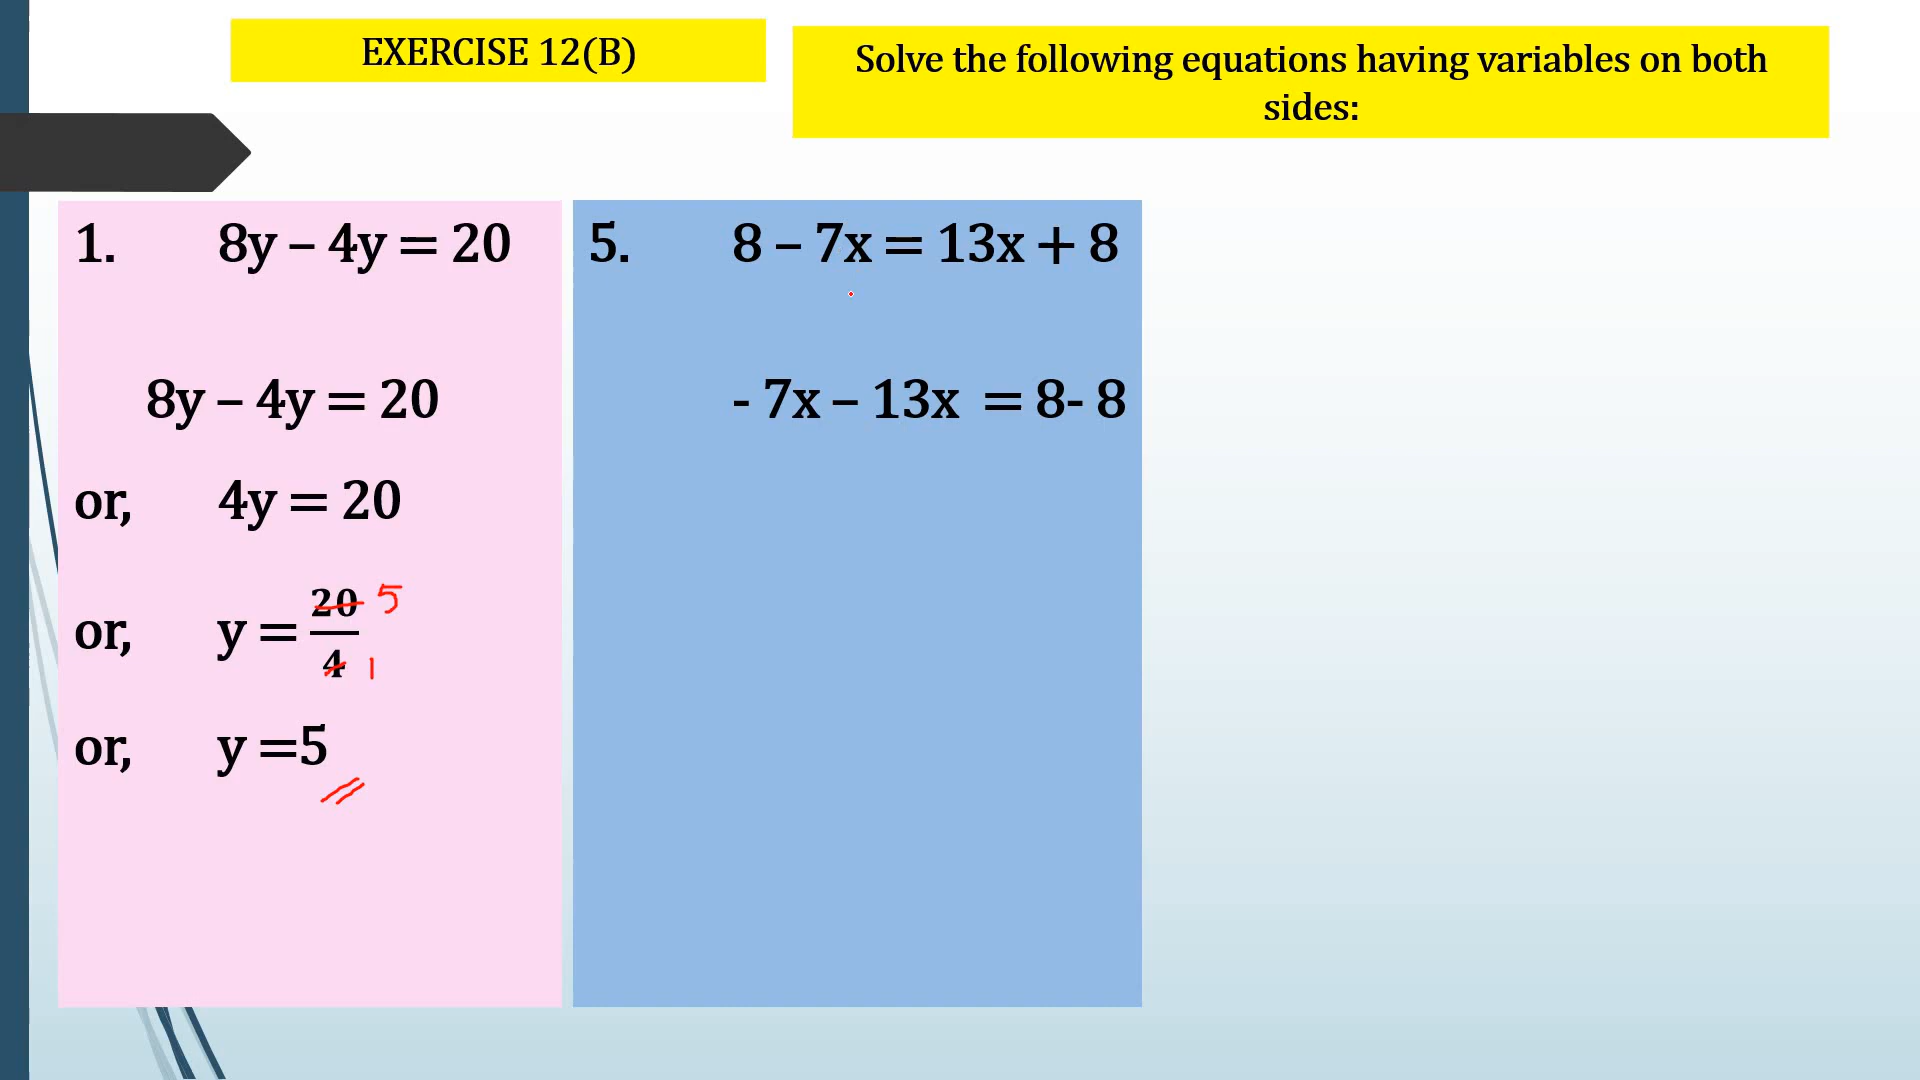 EXERCISE 12(B)
Solve the following equations having variables on both
sides:
1. 8y – 4y = 20
8y – 4y = 20
or, 4y = 20
or, y = 20/4 5 1
or, y =5
5. 8 – 7x = 13x + 8
- 7x – 13x = 8- 8